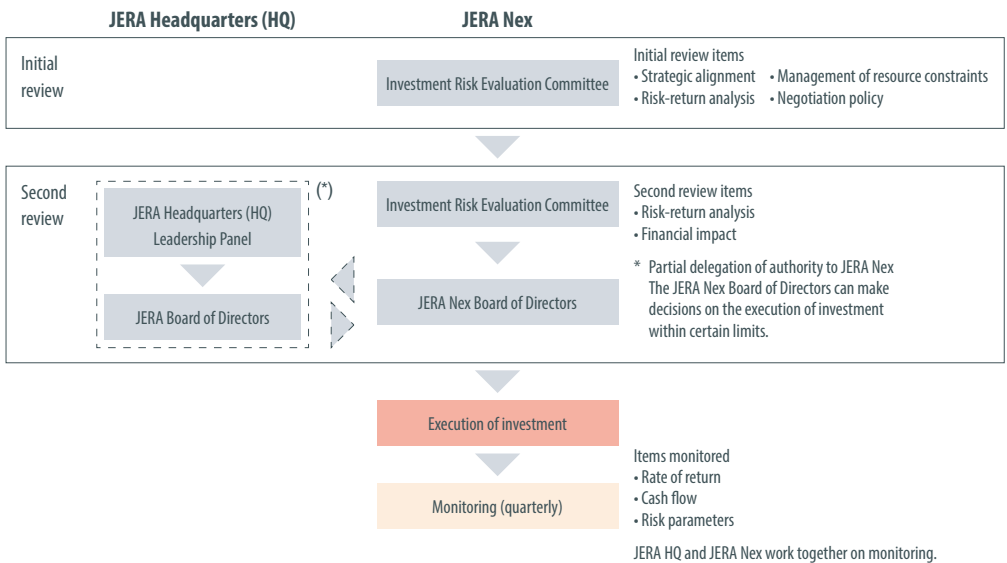 JERA Headquarters (HQ)
JERA Nex
Initial
review
Investment Risk Evaluation Committee
Initial review items
• Strategic alignment • Management of resource constraints
• Risk-return analysis • Negotiation policy
Second
review
JERA Headquarters (HQ)
Leadership Panel
JERA Board of Directors
(*)
Investment Risk Evaluation Committee
JERA Nex Board of Directors
Second review items
• Risk-return analysis
• Financial impact
* Partial delegation of authority to JERA Nex
The JERA Nex Board of Directors can make
decisions on the execution of investment
within certain limits.
Execution of investment
Monitoring (quarterly)
Items monitored
• Rate of return
• Cash flow
• Risk parameters
JERA HQ and JERA Nex work together on monitoring.